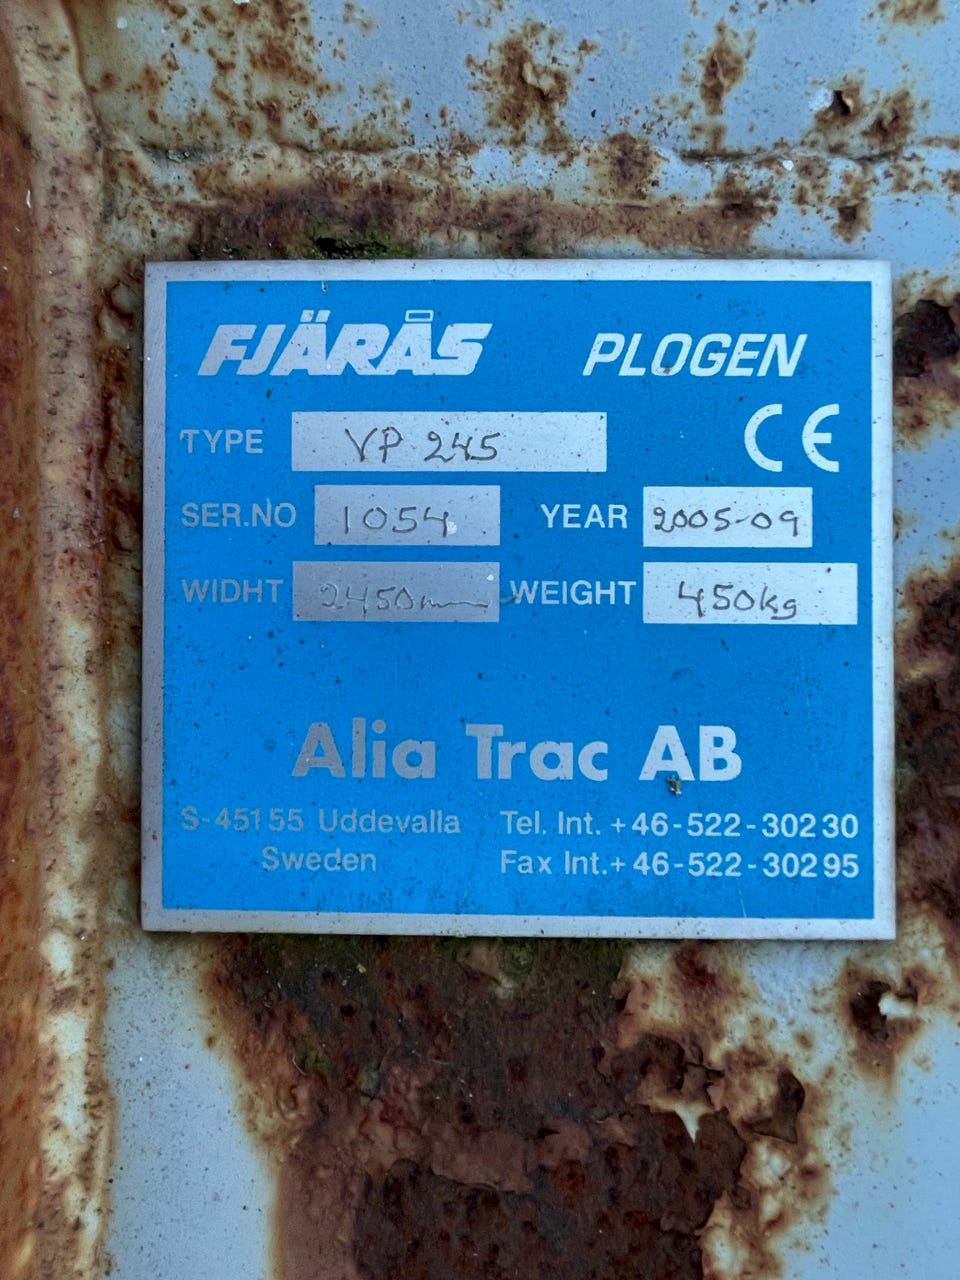 FJÄRÅS PLOGEN
TYPE VP 245 CE
SER.NO 1054 YEAR 2005-09
WIDHT 2450mm WEIGHT 450kg
Alia Trac AB
S-451 55 Uddevalla Tel. Int. +46-522-302 30
Sweden Fax Int. +46-522-302 95